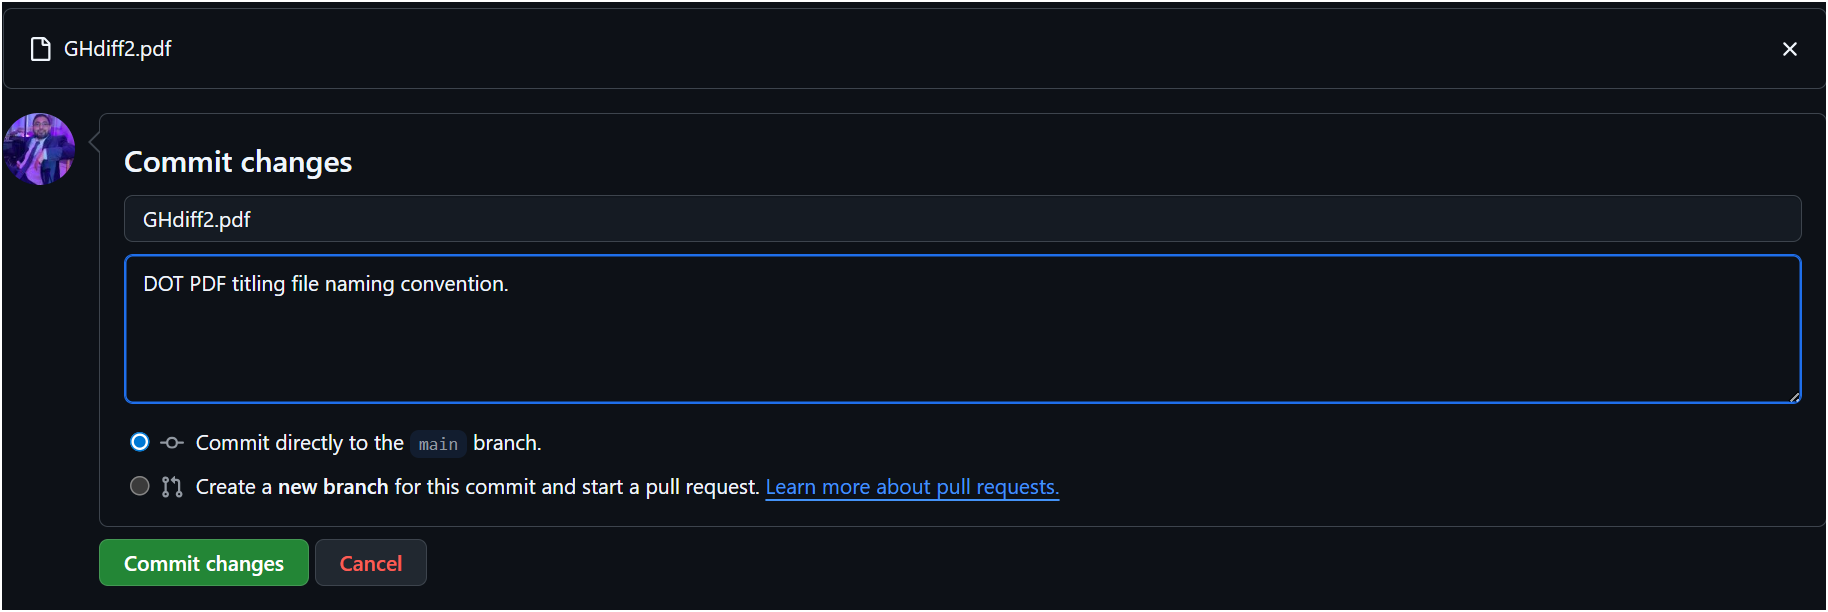 GHdiff2.pdf
Commit changes
GHdiff2.pdf
DOT PDF titling file naming convention.
Commit directly to the main branch.
Create a new branch for this commit and start a pull request. Learn more about pull requests.
Commit changes Cancel